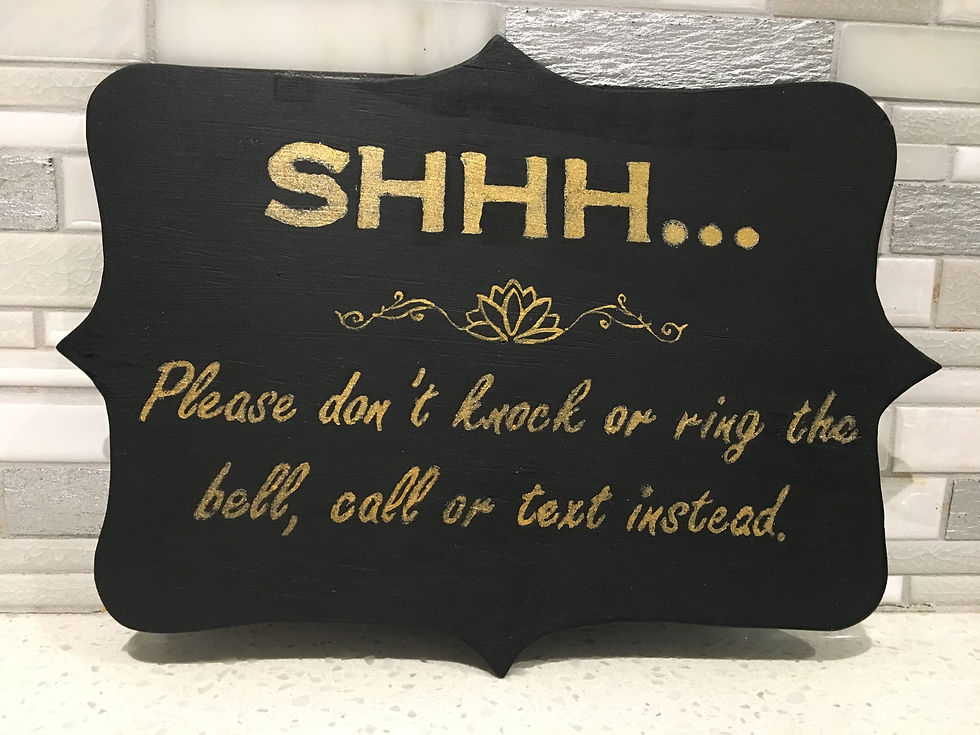 SHHH...
Please don't knock or ring the
bell, call or text instead.